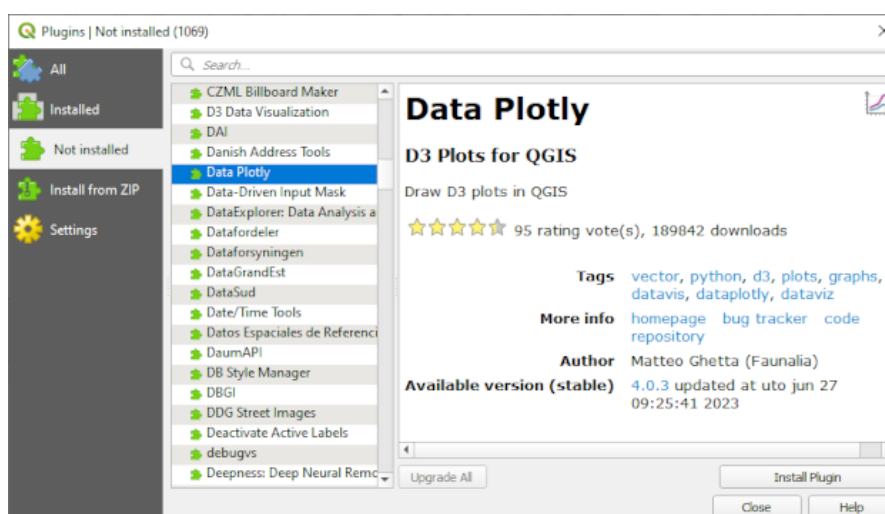 Plugins | Not installed (1069)
All
Installed
Not installed
Install from ZIP
Settings
Search...
CZML Billboard Maker
D3 Data Visualization
DAI
Danish Address Tools
Data Plotly
Data-Driven Input Mask
DataExplorer: Data Analysis a
Datafordeler
Dataforsyningen
DataGrandEst
DataSud
Date/Time Tools
Datos Espaciales de Referenci
DaumAPI
DB Style Manager
DBGI
DDG Street Images
Deactivate Active Labels
debugvs
Deepness: Deep Neural Remo
Data Plotly
D3 Plots for QGIS
Draw D3 plots in QGIS
95 rating vote(s), 189842 downloads
Tags vector, python, d3, plots, graphs,
datavis, dataplotly, dataviz
More info homepage bug tracker code
repository
Author Matteo Ghetta (Faunalia)
Available version (stable) 4.0.3 updated at uto jun 27
09:25:41 2023
Upgrade All
Install Plugin
Close
Help